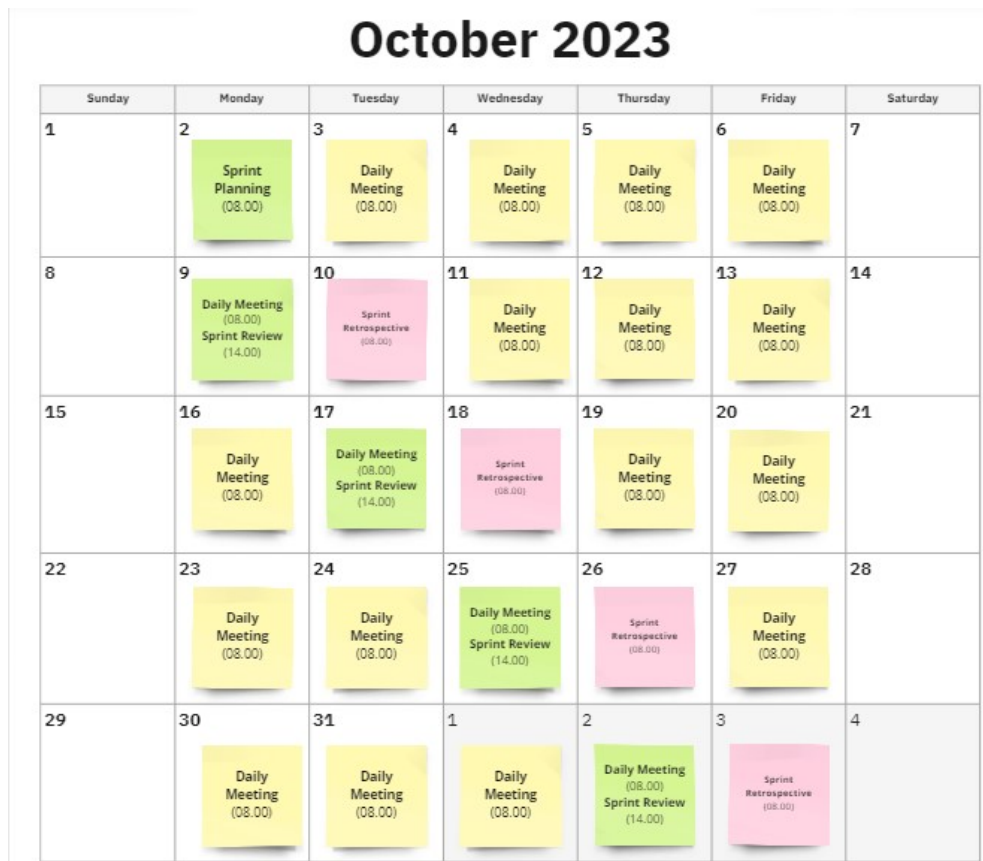 October 2023
Sunday Monday Tuesday Wednesday Thursday Friday Saturday
1 2 3 4 5 6 7
Sprint Daily Daily Daily Daily
Planning Meeting Meeting Meeting Meeting
(08.00) (08.00) (08.00) (08.00) (08.00)
8 9 10 11 12 13 14
Daily Meeting
(08.00)
Sprint Review
(14.00)
Sprint
Retrospective
(08.00)
Daily
Meeting
(08.00)
Daily
Meeting
(08.00)
Daily
Meeting
(08.00)
15 16 17 18 19 20 21
Daily
Meeting
(08.00)
Daily Meeting
(08.00)
Sprint Review
(14.00)
Sprint
Retrospective
(08.00)
Daily
Meeting
(08.00)
Daily
Meeting
(08.00)
22 23 24 25 26 27 28
Daily
Meeting
(08.00)
Daily
Meeting
(08.00)
Daily Meeting
(08.00)
Sprint Review
(14.00)
Sprint
Retrospective
(08.00)
Daily
Meeting
(08.00)
29 30 31 1 2 3 4
Daily
Meeting
(08.00)
Daily
Meeting
(08.00)
Daily
Meeting
(08.00)
Daily Meeting
(08.00)
Sprint Review
(14.00)
Sprint
Retrospective
(08.00)